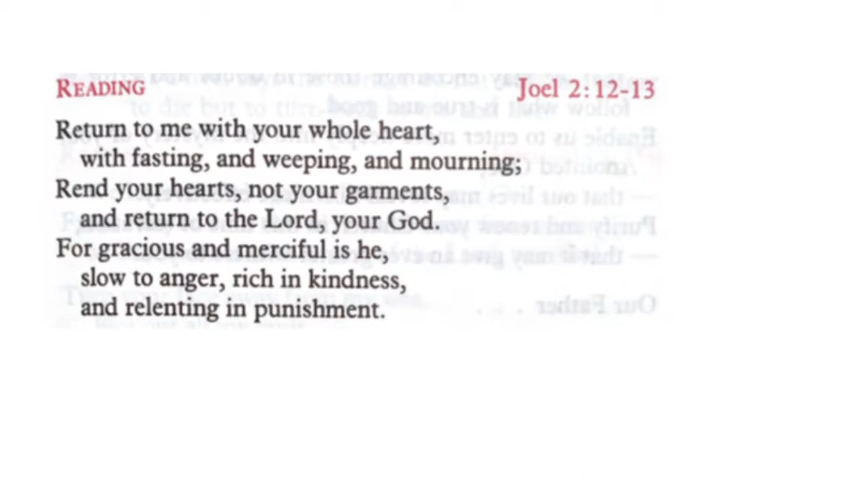 READING Joel 2:12-13
Return to me with your whole heart,
with fasting, and weeping, and mourning;
Rend your hearts, not your garments,
and return to the Lord, your God.
For gracious and merciful is he,
slow to anger, rich in kindness,
and relenting in punishment.